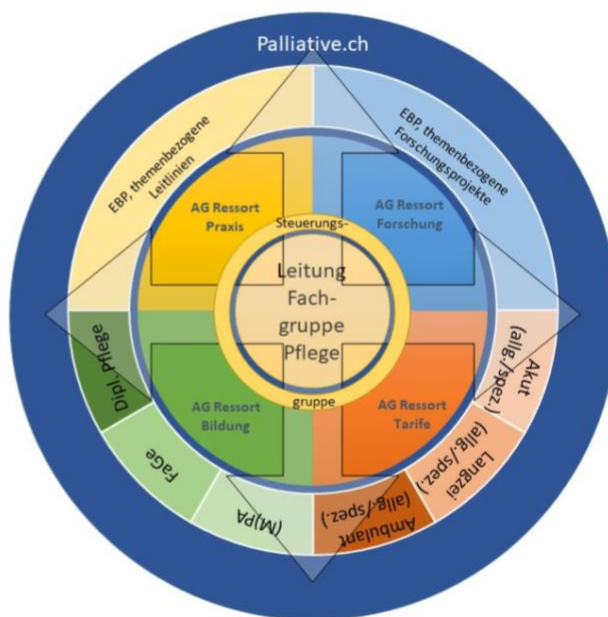 Palliative.ch
EBP, themenbezogene
Leitlinien
EBP, themenbezogene
Forschungsprojekte
AG Ressort
Praxis
AG Ressort
Forschung
Steuerungs-
Leitung
Fach-
gruppe
Pflege
gruppe
AG Ressort
Bildung
AG Ressort
Tarife
Dipl. Pflege
FaGe
(M)PA
Ambulant
(allg./spez.)
Langzei
(allg./spez.)
Akut
(allg./spez.)